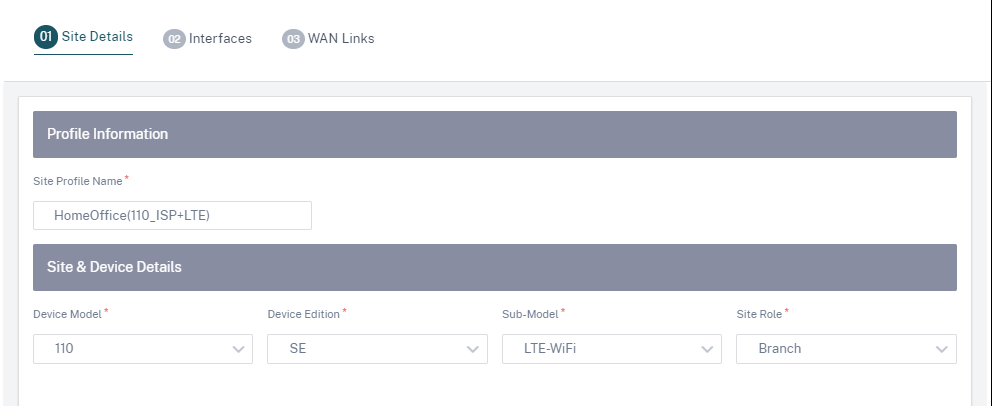 01 Site Details 02 Interfaces 03 WAN Links
Profile Information
Site Profile Name *
HomeOffice(110_ISP+LTE)
Site & Device Details
Device Model * Device Edition * Sub-Model * Site Role *
110 SE LTE-WiFi Branch